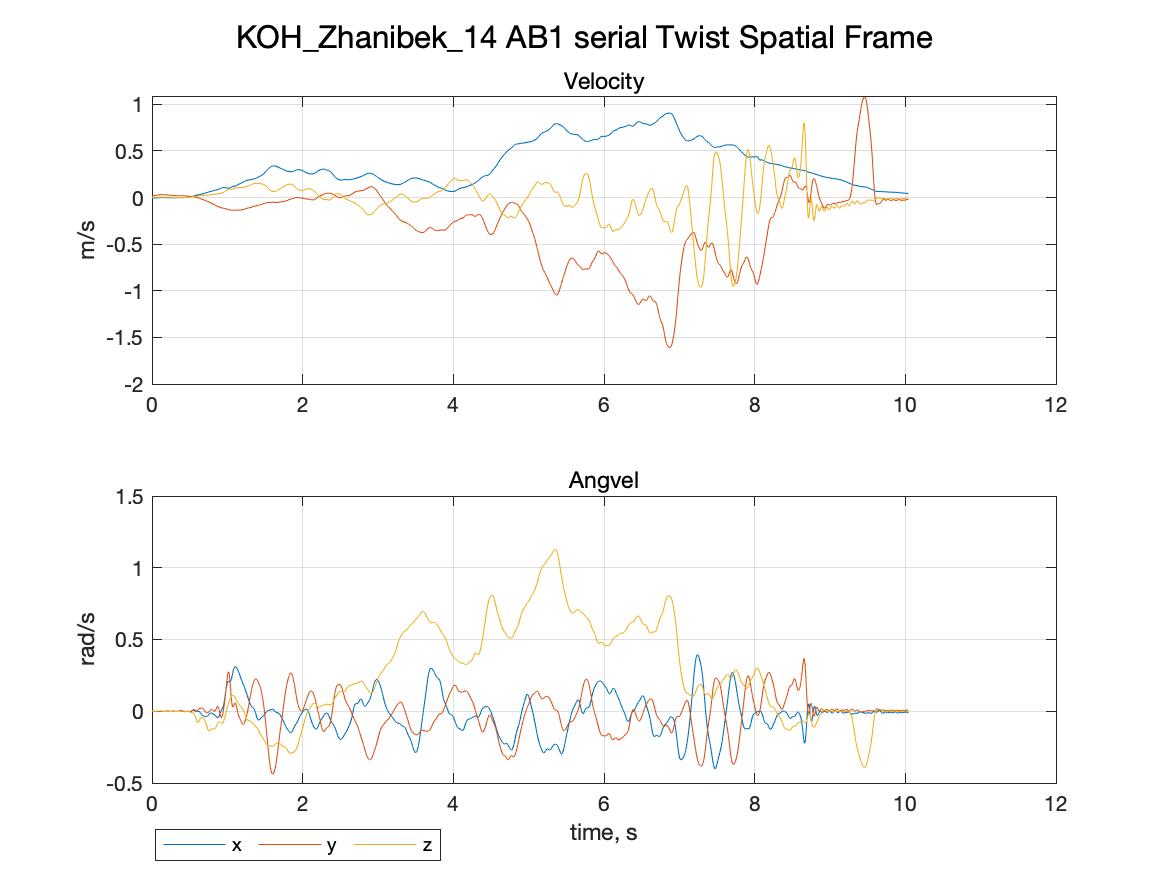 KOH_Zhanibek_14 AB1 serial Twist Spatial Frame
Velocity
1
0.5
0
-0.5
-1
-1.5
-2
m/s
0 2 4 6 8 10 12
Angvel
1.5
1
0.5
0
-0.5
rad/s
0 2 4 6 8 10 12
time, s
x y z